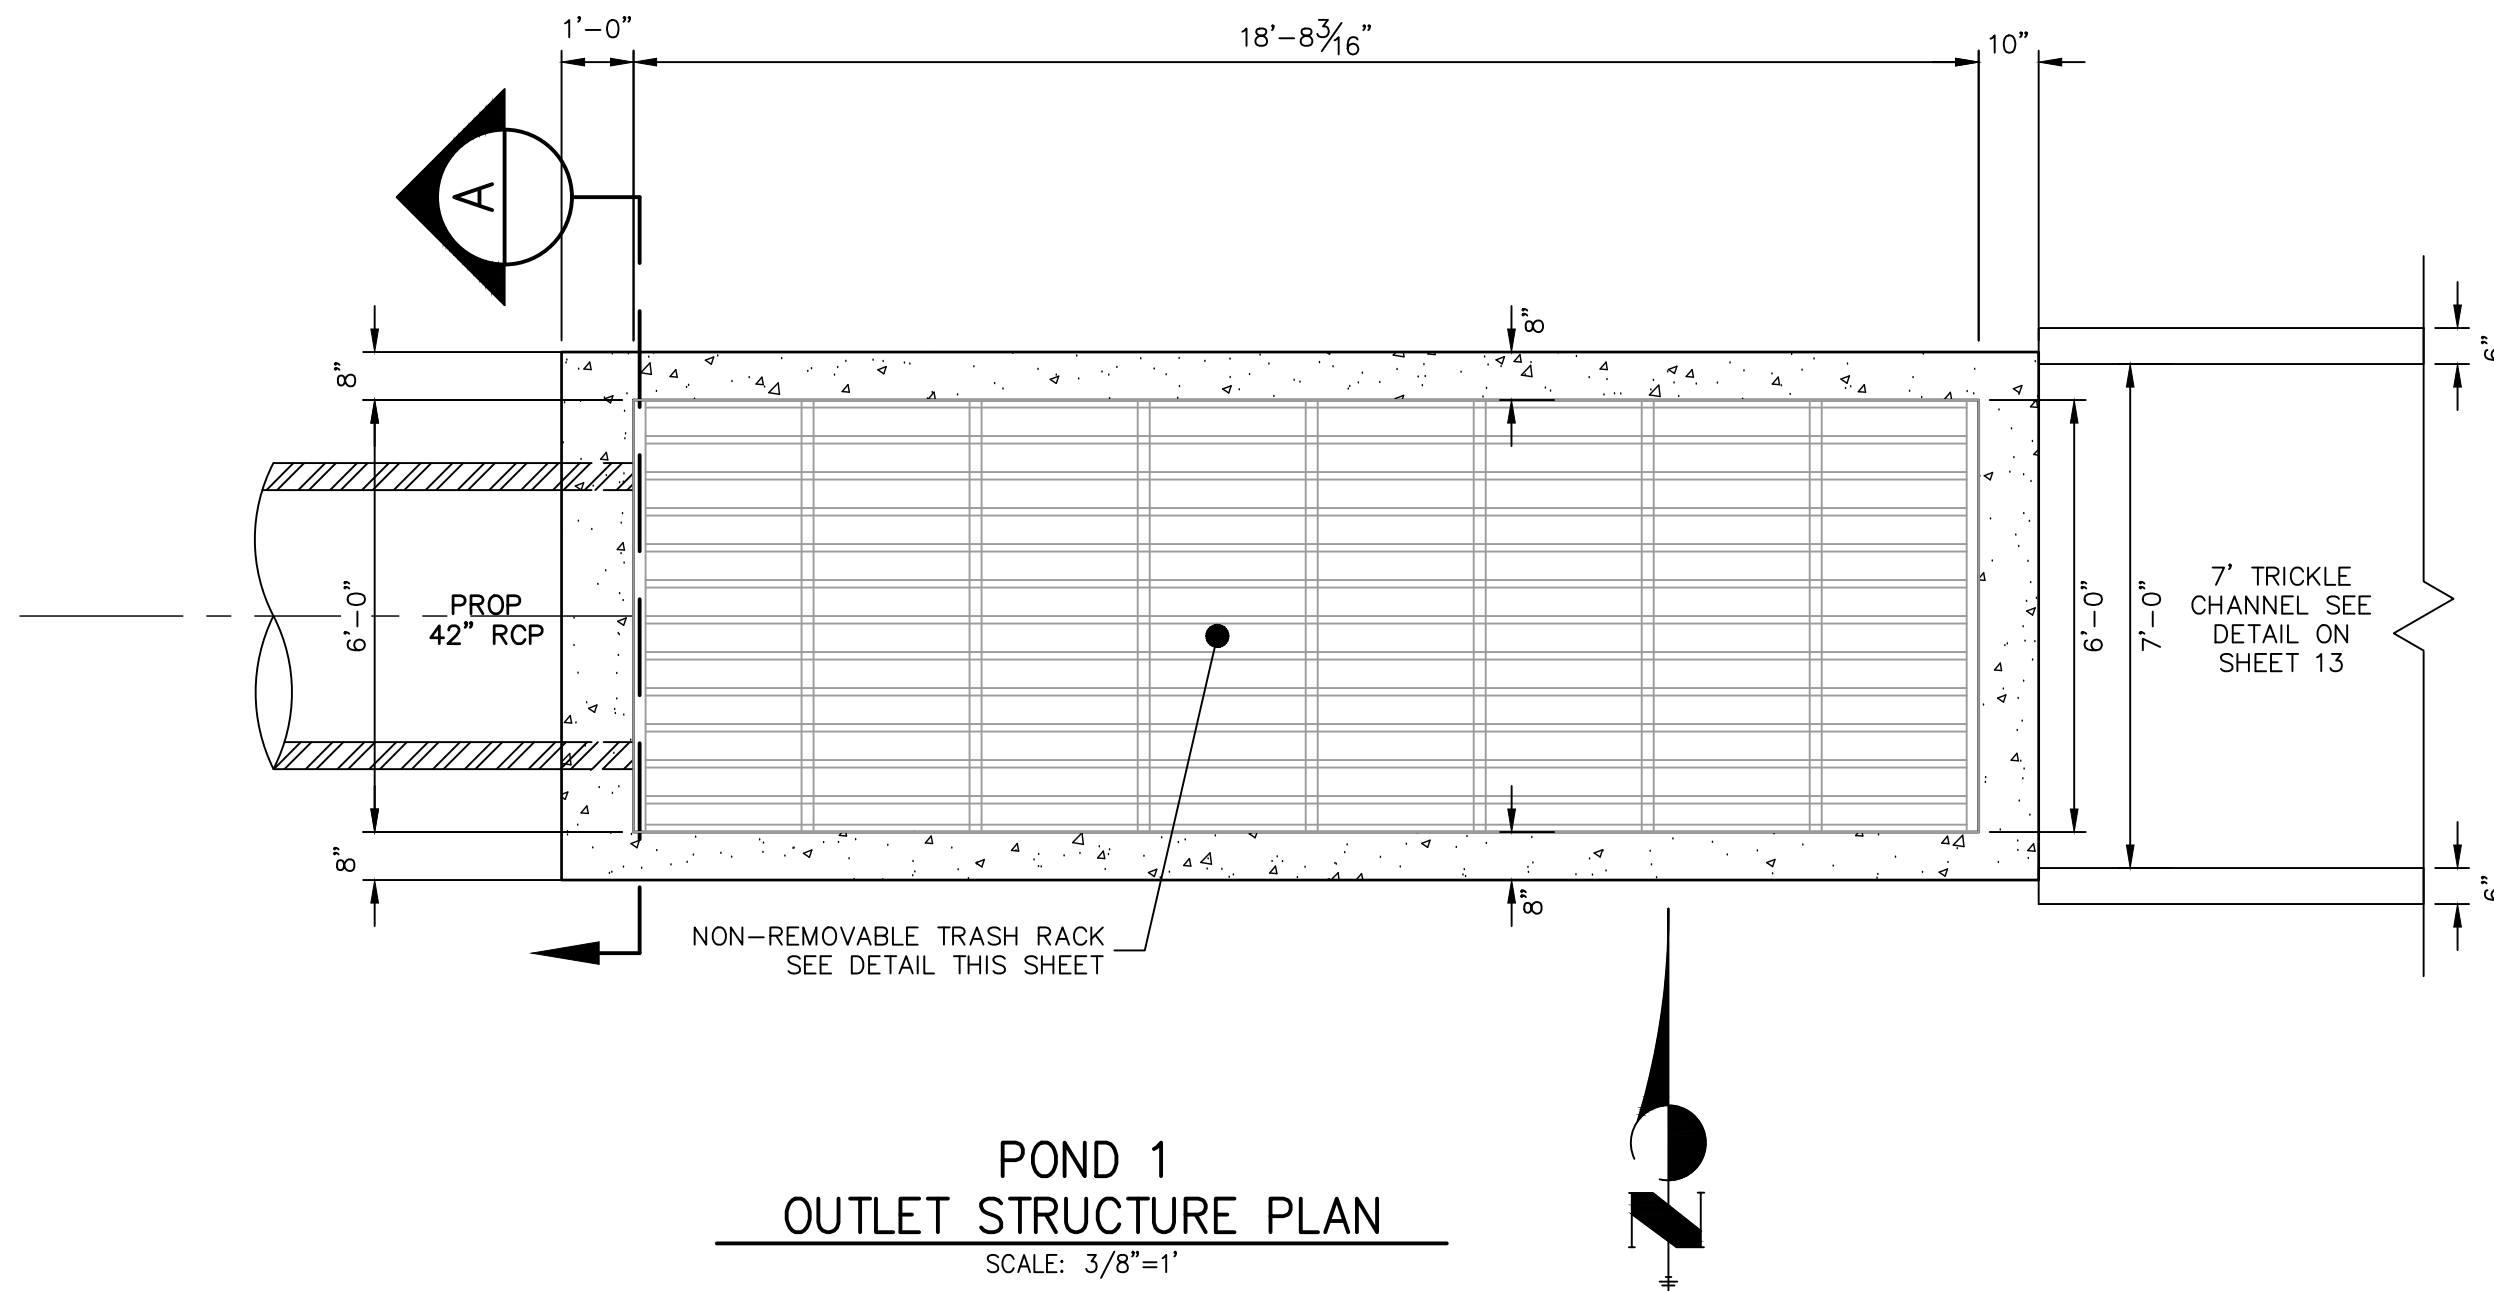 1'-0"
18'-8 3/16"
10"
A
8"
8"
6"
6'-0"
PROP
42" RCP
6'-0"
7'-0"
7' TRICKLE
CHANNEL SEE
DETAIL ON
SHEET 13
8"
8"
6"
NON-REMOVABLE TRASH RACK
SEE DETAIL THIS SHEET
POND 1
OUTLET STRUCTURE PLAN
SCALE: 3/8"=1'
N